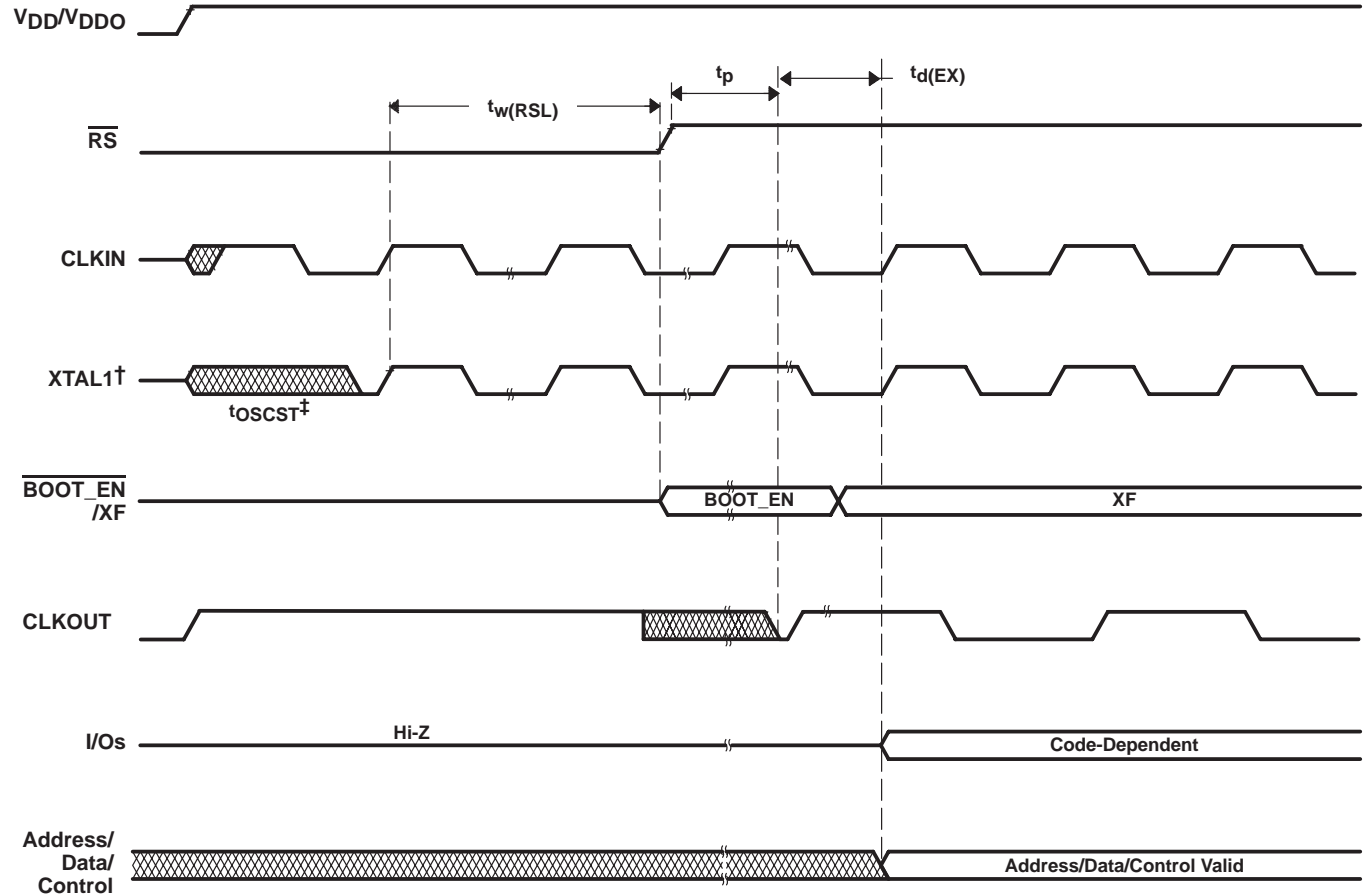 VDD/VDDO
tp
td(EX)
tw(RSL)
RS
CLKIN
XTAL1†
tOSCST‡
BOOT_EN
/XF
BOOT_EN
XF
CLKOUT
I/Os
Hi-Z
Code-Dependent
Address/
Data/
Control
Address/Data/Control Valid